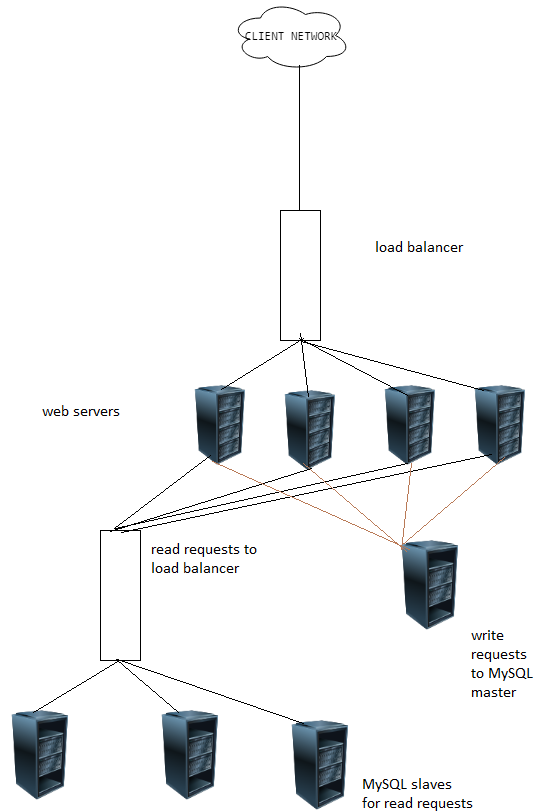 CLIENT NETWORK
load balancer
web servers
read requests to
load balancer
write
requests
to MySQL
master
MySQL slaves
for read requests